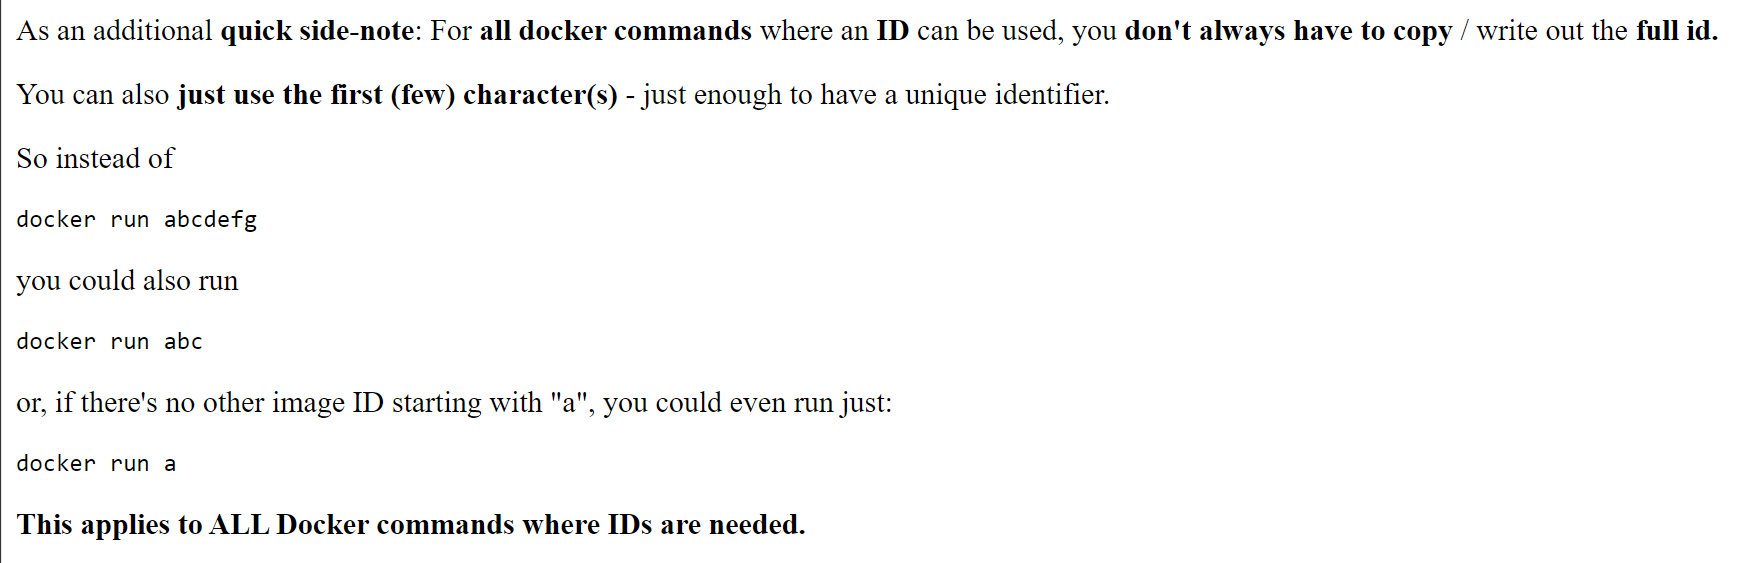 As an additional quick side-note: For all docker commands where an ID can be used, you don't always have to copy / write out the full id.
You can also just use the first (few) character(s) - just enough to have a unique identifier.
So instead of
docker run abcdefg
you could also run
docker run abc
or, if there's no other image ID starting with "a", you could even run just:
docker run a
This applies to ALL Docker commands where IDs are needed.